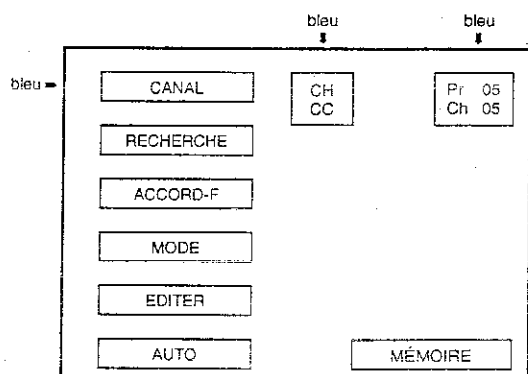 bleu bleu
bleu CANAL CH Pr 05
CC Ch 05
RECHERCHE
ACCORD-F
MODE
EDITER
AUTO MÉMOIRE